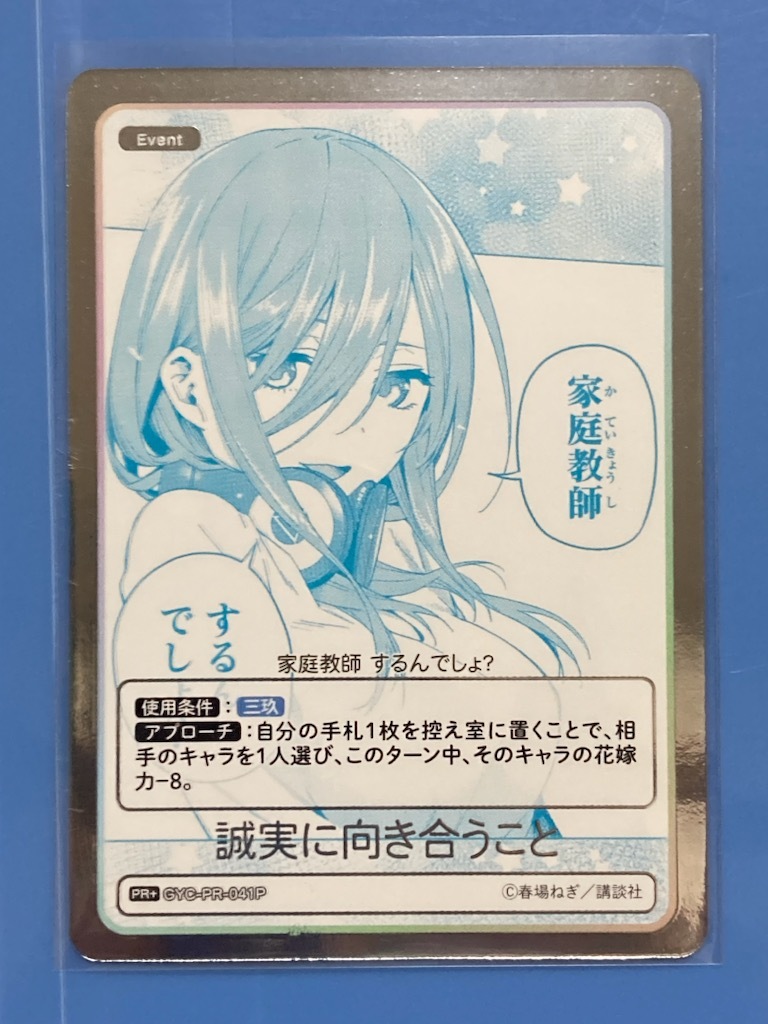 Event
家庭教師
かていきょうし
する
でし
家庭教師 するんでしょ?
使用条件：三玖
アプローチ：自分の手札1枚を控え室に置くことで、相
手のキャラを1人選び、このターン中、そのキャラの花嫁
力−8。
誠実に向き合うこと
PR+ GYC-PR-041P
©春場ねぎ／講談社